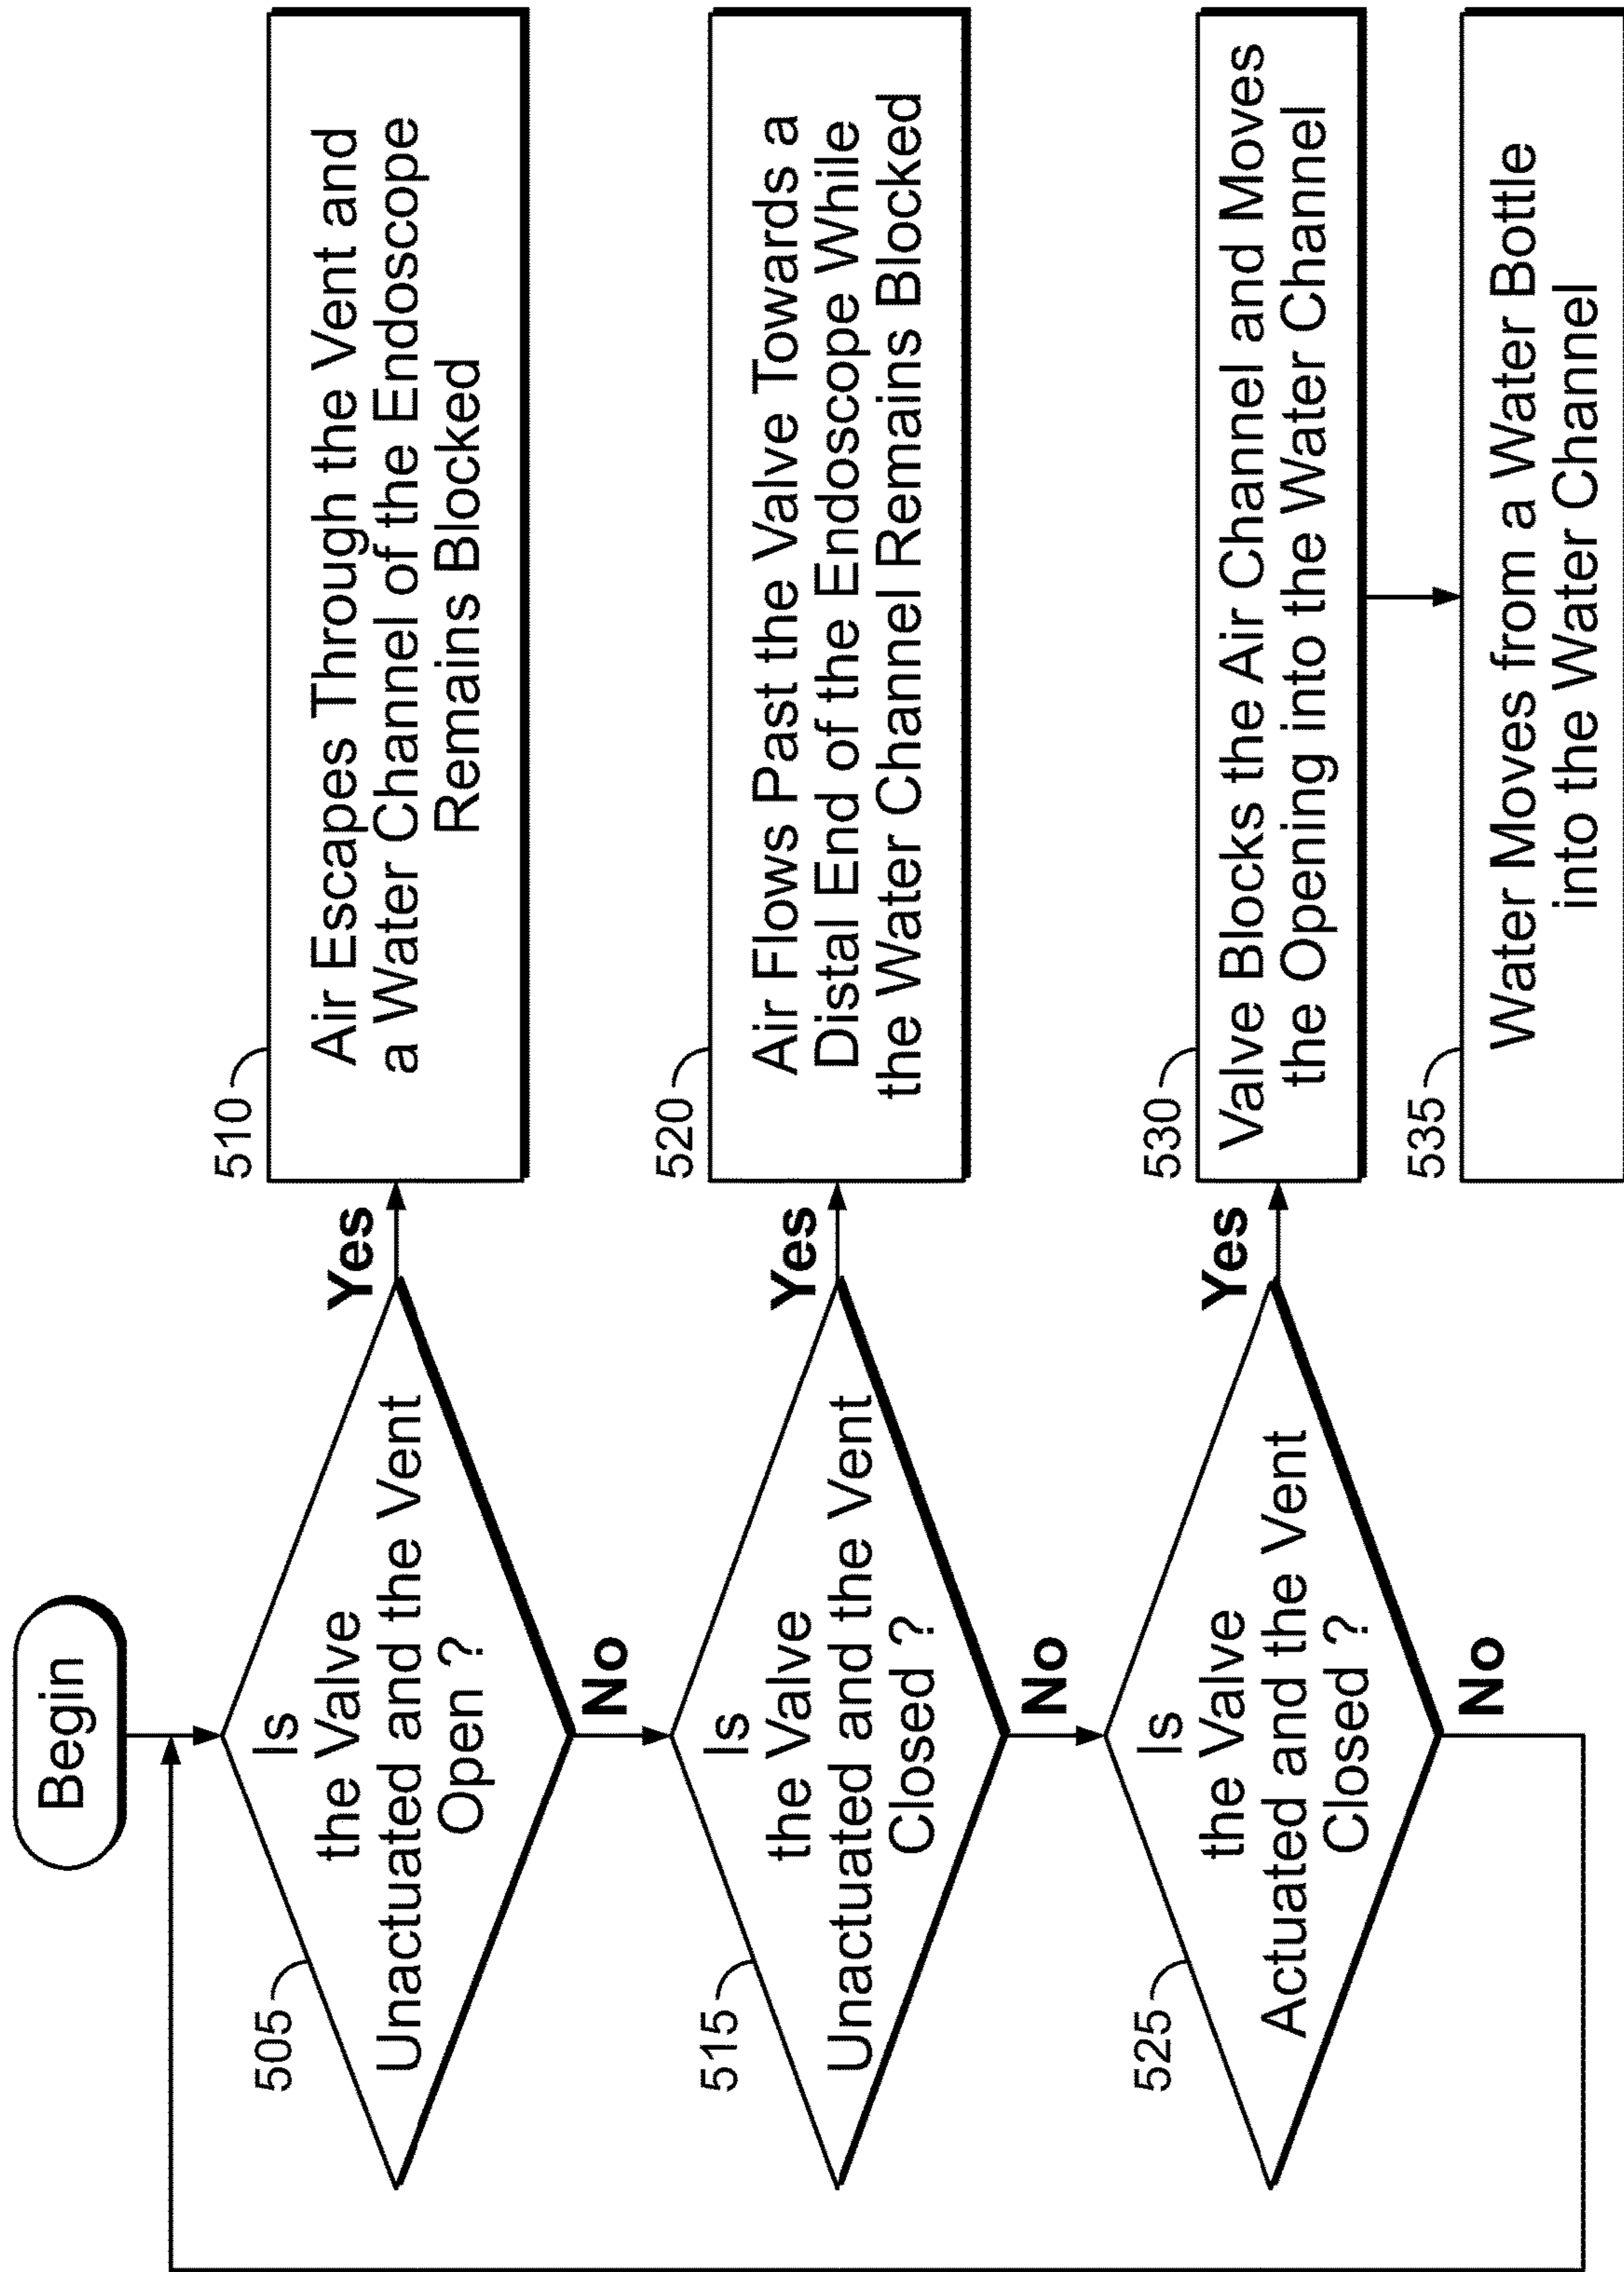 Begin
505
Is
the Valve
Unactuated and the Vent
Open ?
Yes
510
Air Escapes Through the Vent and
a Water Channel of the Endoscope
Remains Blocked
No
515
Is
the Valve
Unactuated and the Vent
Closed ?
Yes
520
Air Flows Past the Valve Towards a
Distal End of the Endoscope While
the Water Channel Remains Blocked
No
525
Is
the Valve
Actuated and the Vent
Closed ?
Yes
530
Valve Blocks the Air Channel and Moves
the Opening into the Water Channel
No
535
Water Moves from a Water Bottle
into the Water Channel